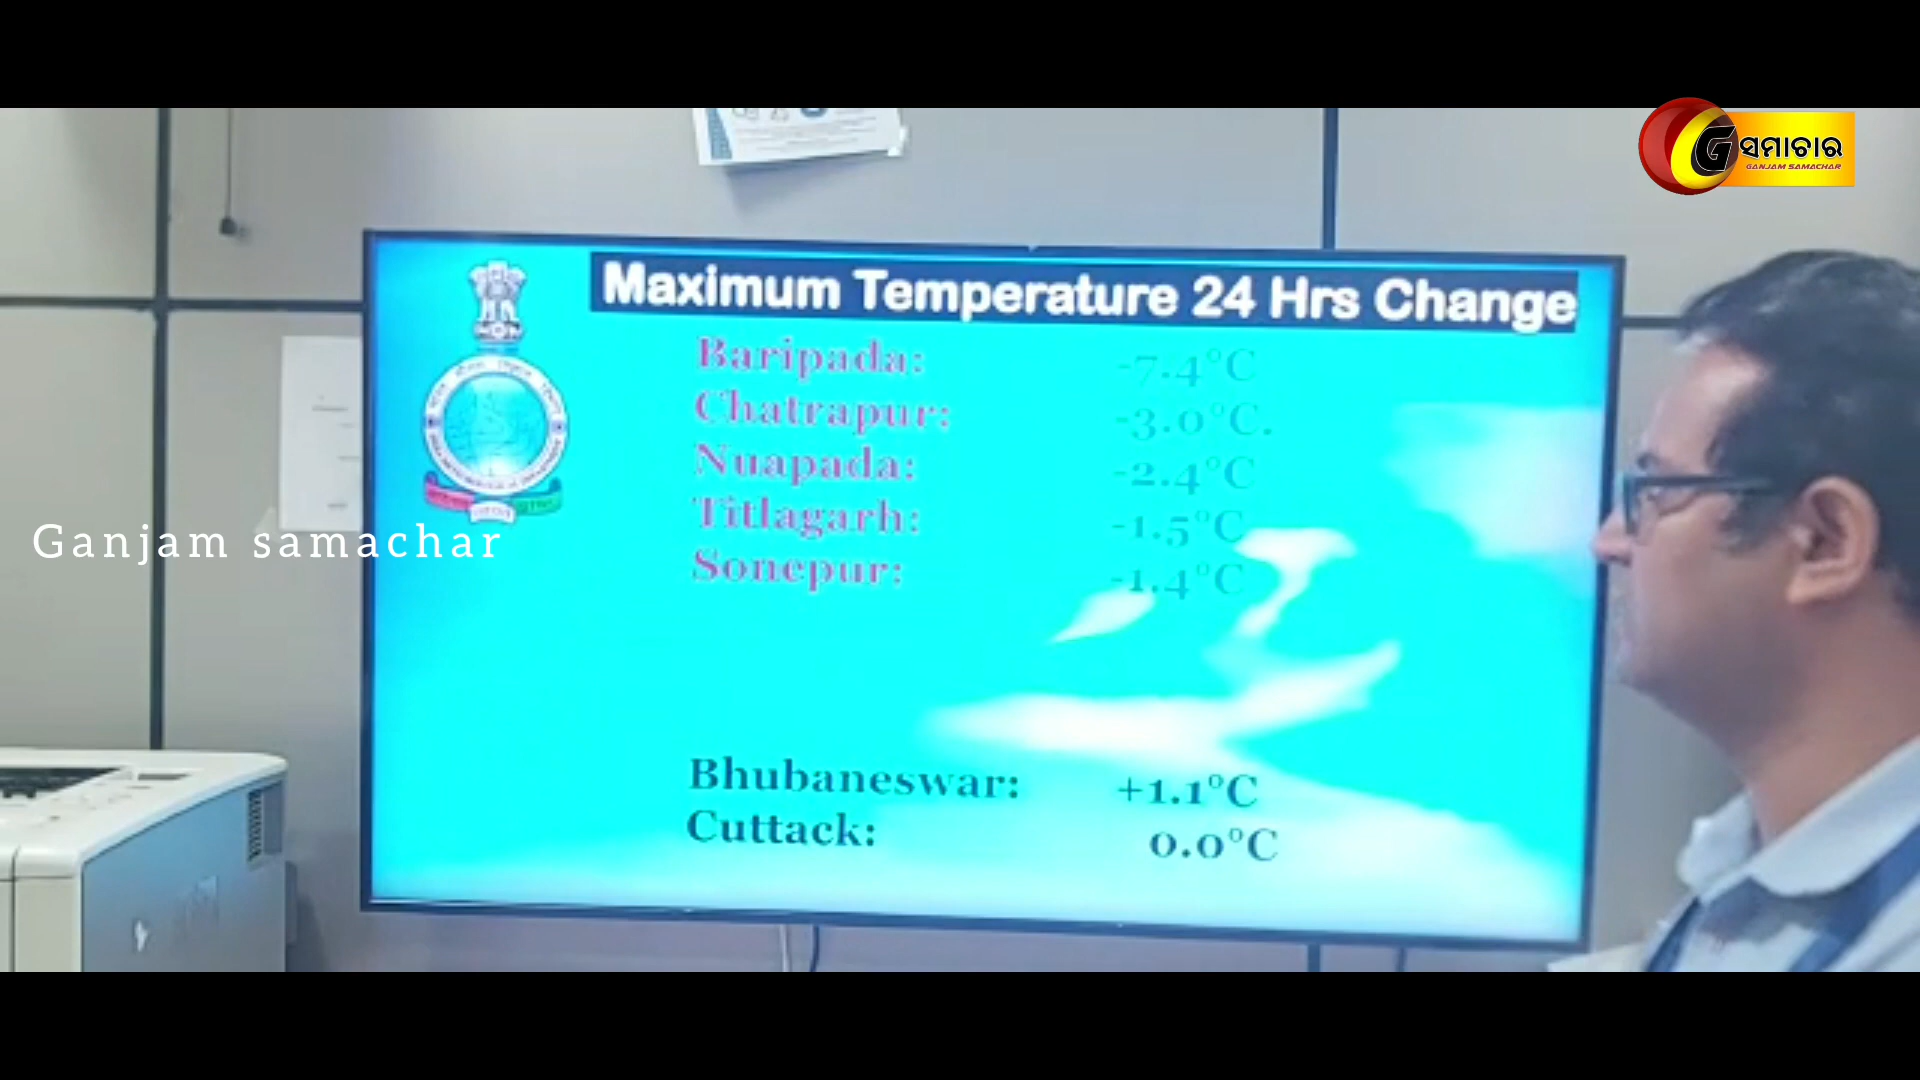 ସମାଚାର
GANJAM SAMACHAR
Maximum Temperature 24 Hrs Change
Baripada: -7.4°C
Chatrapur: -3.0°C.
Nuapada: -2.4°C
Titlagarh: -1.5°C
Sonepur: -1.4°C
Ganjam samachar
Bhubaneswar: +1.1°C
Cuttack: 0.0°C